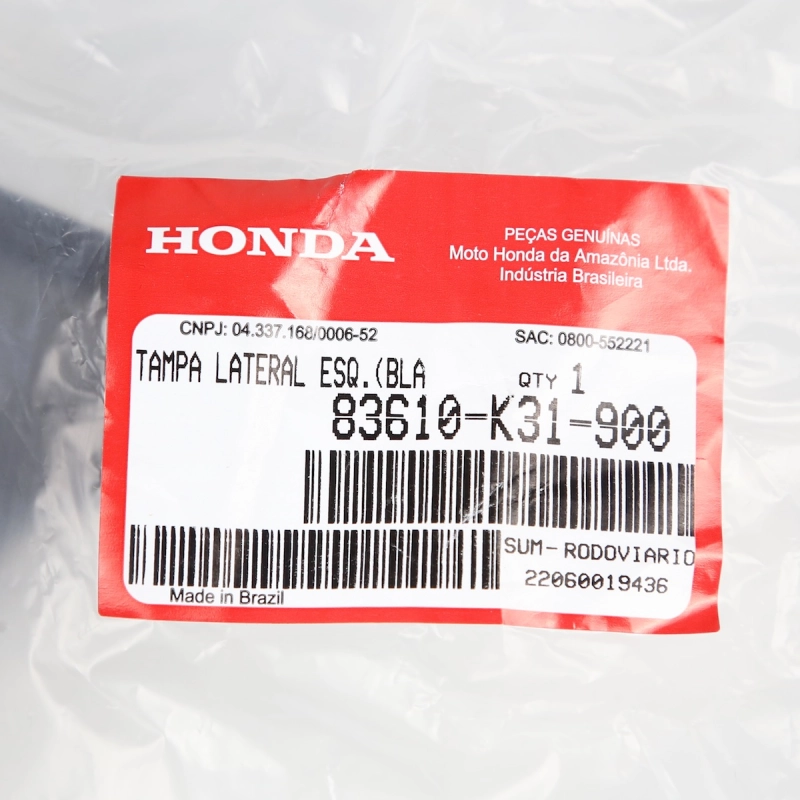 HONDA
PEÇAS GENUÍNAS
Moto Honda da Amazônia Ltda.
Indústria Brasileira
CNPJ: 04.337.168/0006-52
SAC: 0800-552221
TAMPA LATERAL ESQ.(BLA
QTY 1
83610-K31-900
SUM-RODOVIARIO
22060019436
Made in Brazil